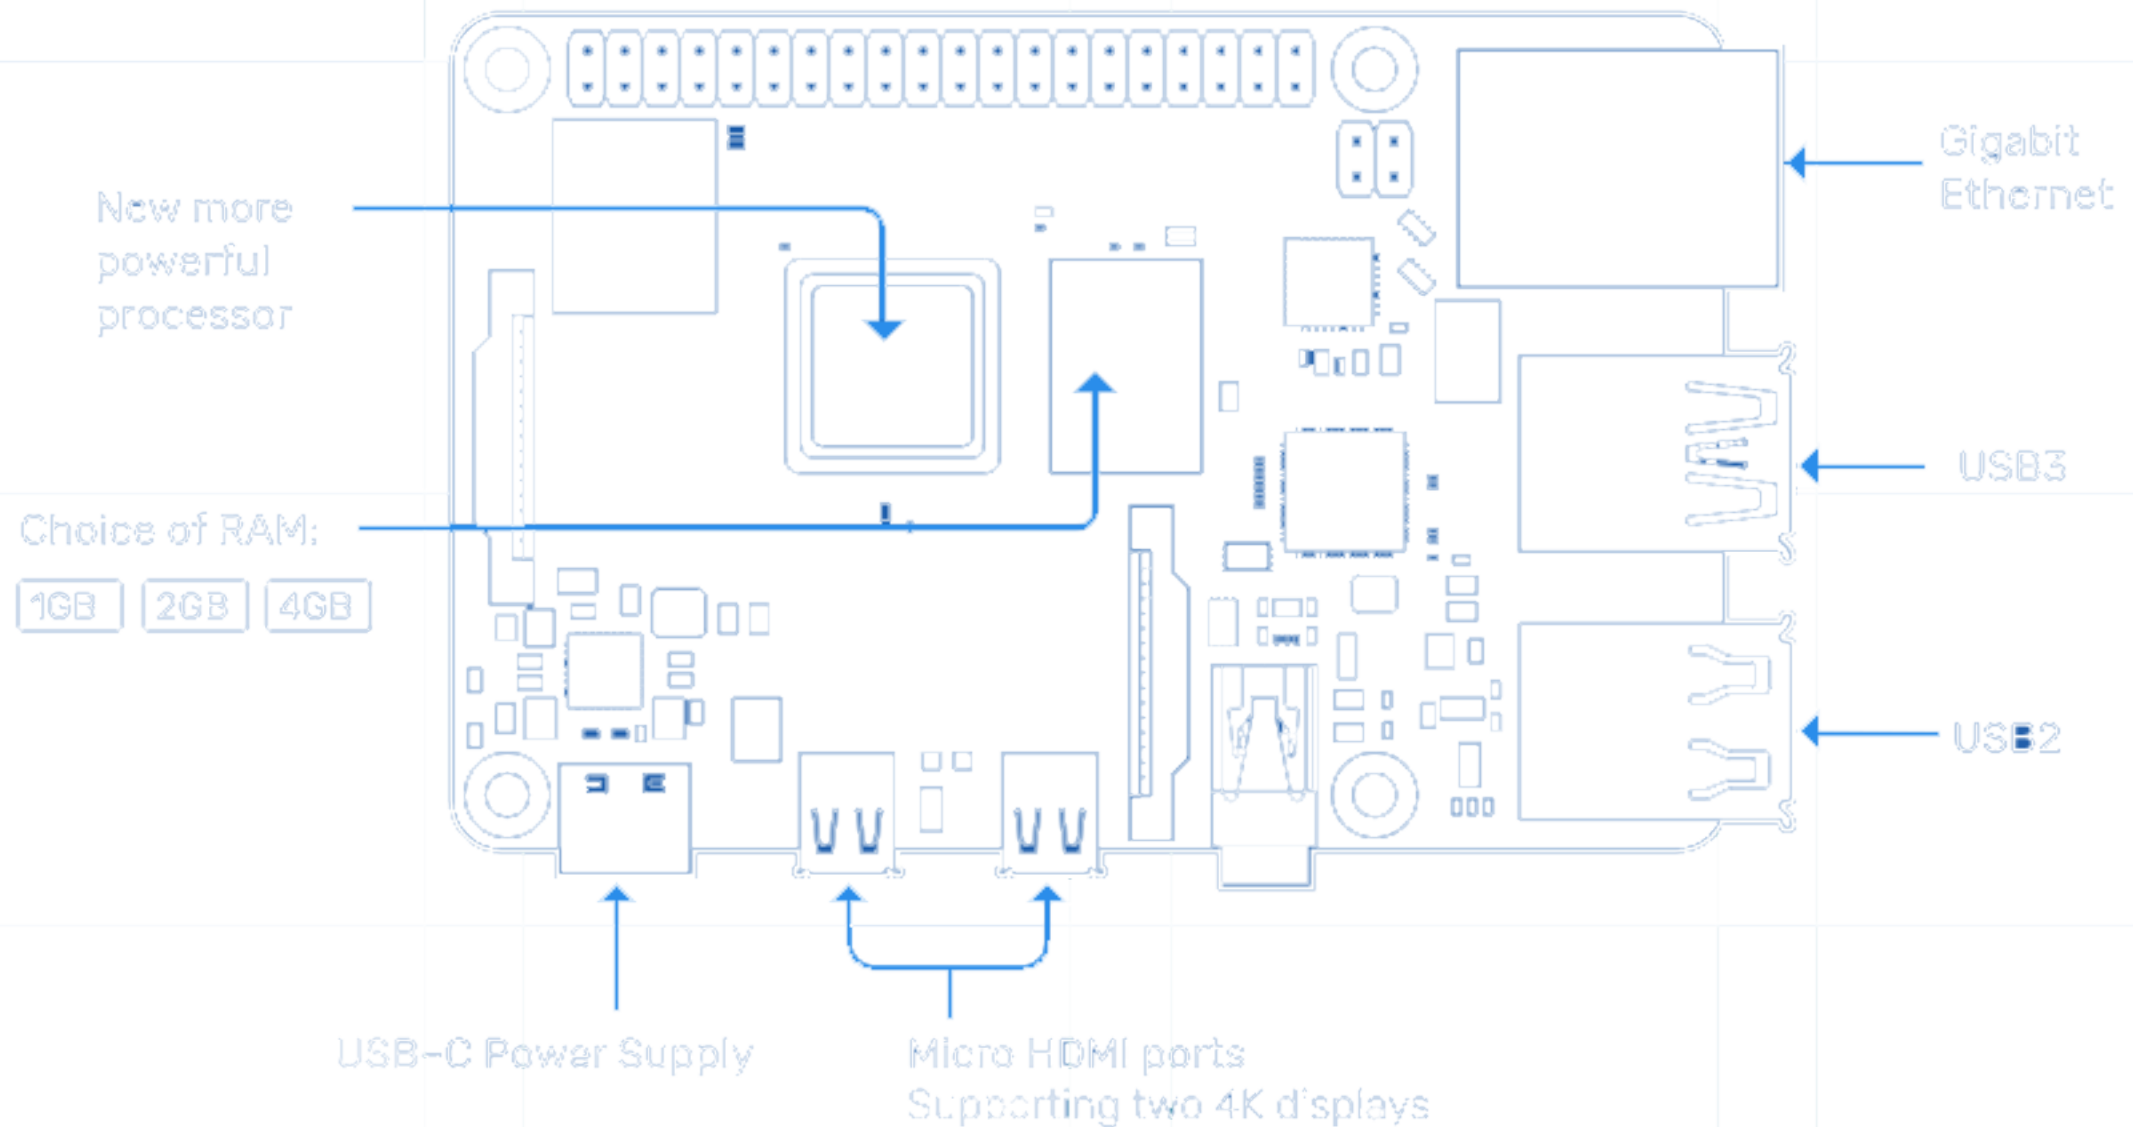 Gigabit
Ethernet
New more
powerful
processor
USB3
Choice of RAM:
1GB 2GB 4GB
USB2
USB-C Power Supply
Micro HDMI ports
Supporting two 4K displays